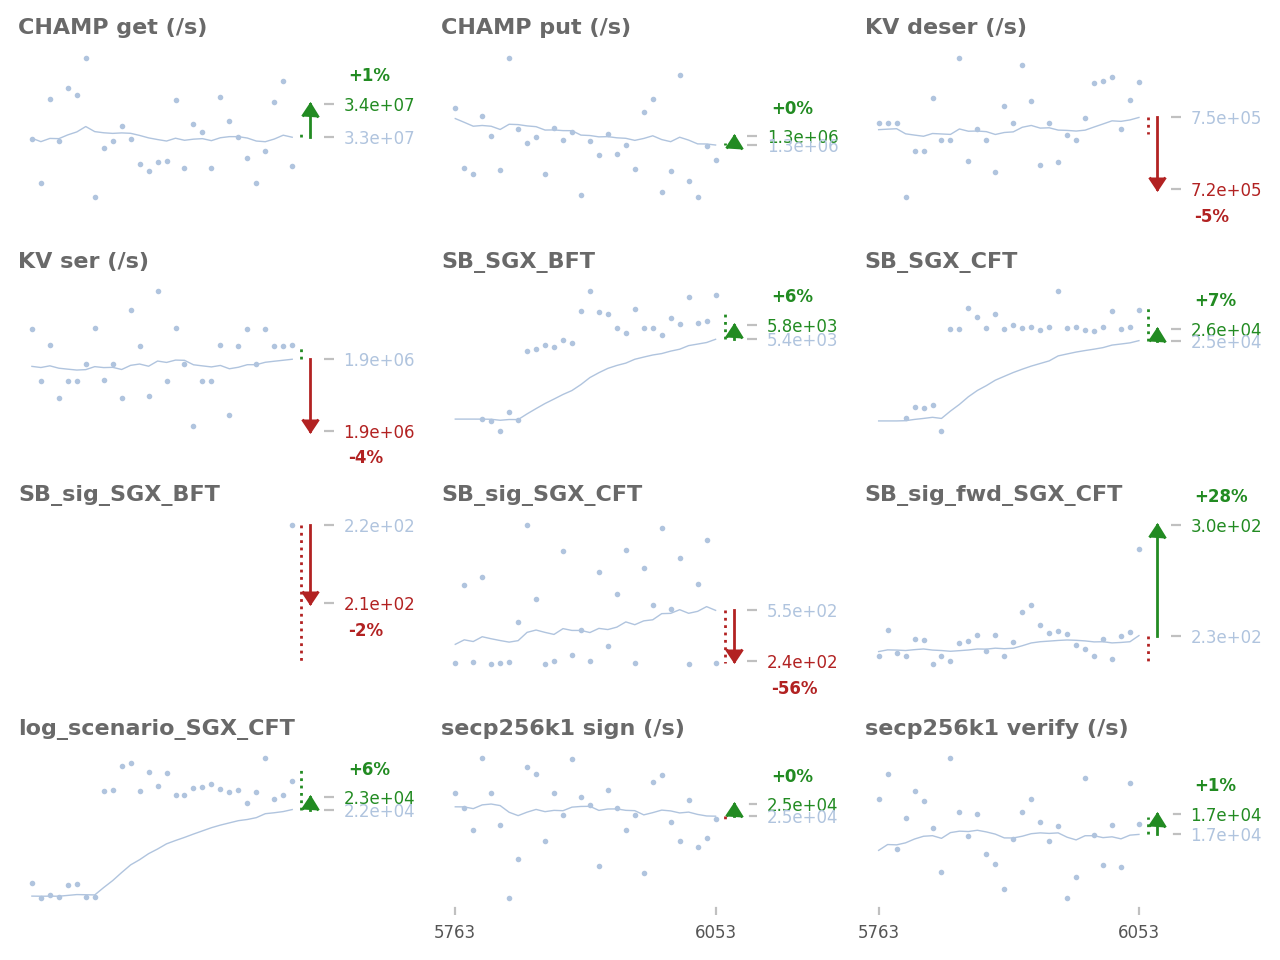 CHAMP get (/s)
+1%
3.4e+07
3.3e+07
CHAMP put (/s)
+0%
1.3e+06
1.3e+06
KV deser (/s)
7.5e+05
7.2e+05
-5%
KV ser (/s)
1.9e+06
1.9e+06
-4%
SB_SGX_BFT
+6%
5.8e+03
5.4e+03
SB_SGX_CFT
+7%
2.6e+04
2.5e+04
SB_sig_SGX_BFT
2.2e+02
2.1e+02
-2%
SB_sig_SGX_CFT
5.5e+02
2.4e+02
-56%
SB_sig_fwd_SGX_CFT
+28%
3.0e+02
2.3e+02
log_scenario_SGX_CFT
+6%
2.3e+04
2.2e+04
secp256k1 sign (/s)
+0%
2.5e+04
2.5e+04
5763
6053
secp256k1 verify (/s)
+1%
1.7e+04
1.7e+04
5763
6053